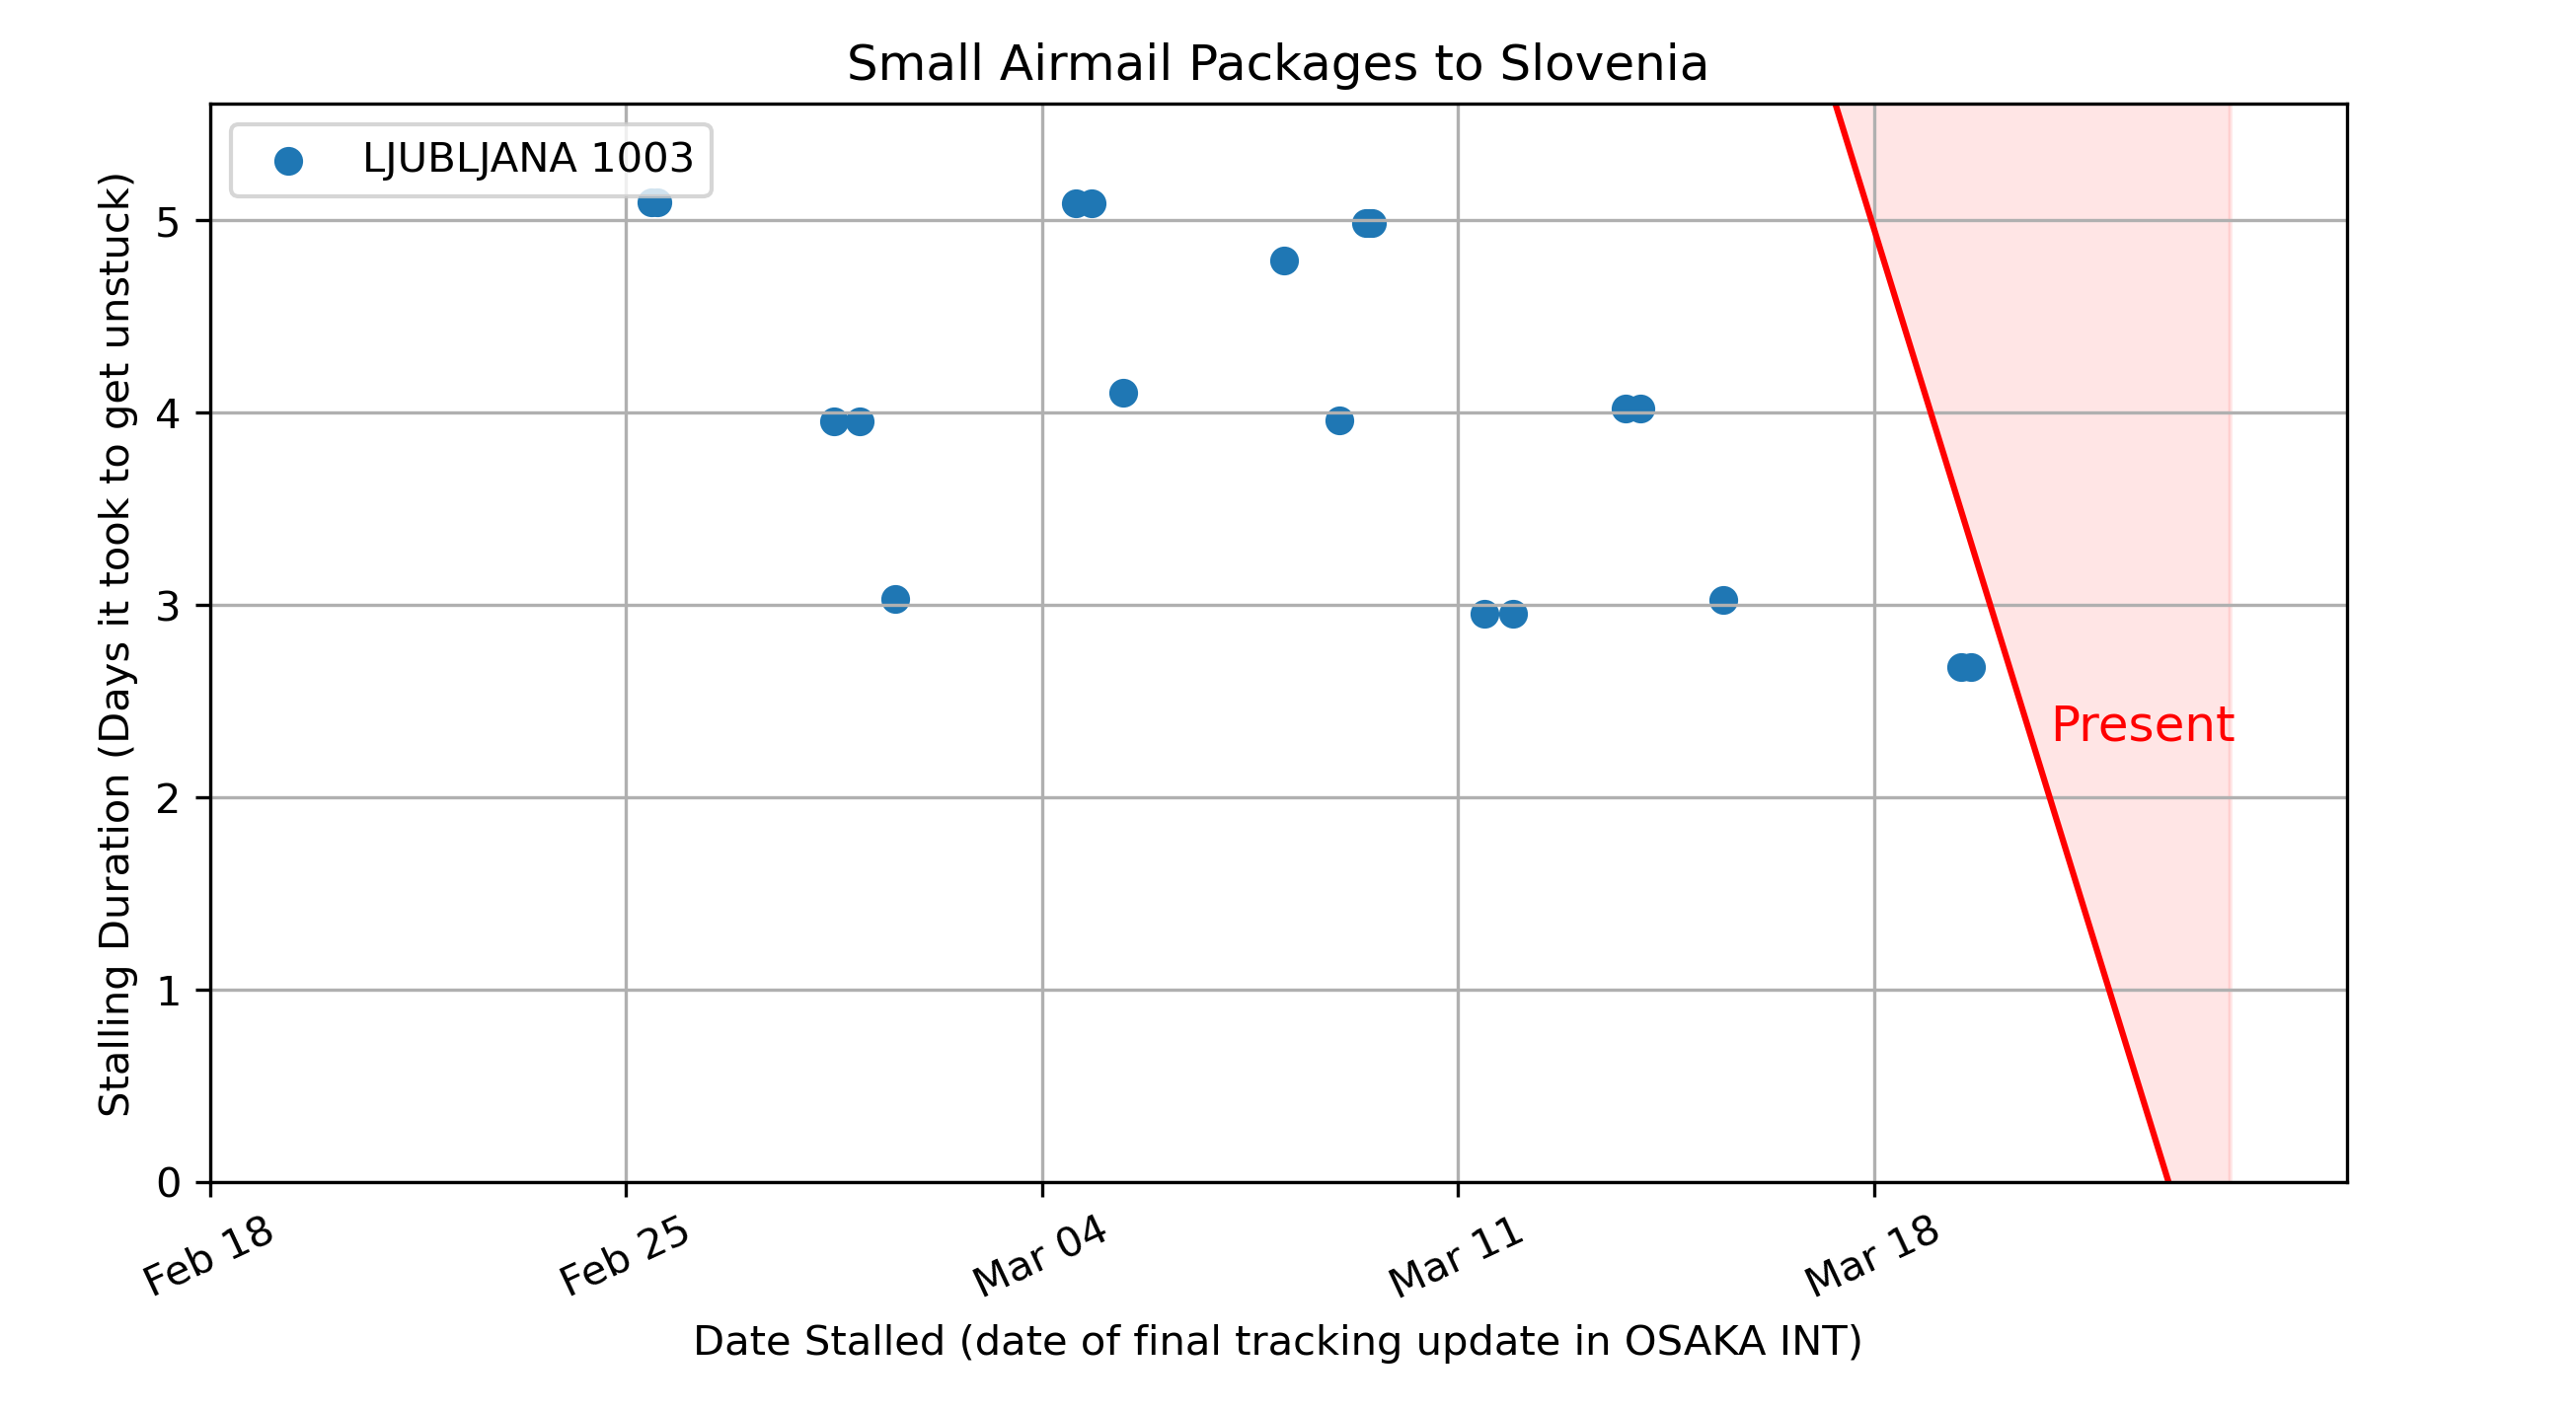 Small Airmail Packages to Slovenia
LJUBLJANA 1003
Stalling Duration (Days it took to get unstuck)
5
4
3
2
1
0
Present
Feb 18
Feb 25
Mar 04
Mar 11
Mar 18
Date Stalled (date of final tracking update in OSAKA INT)